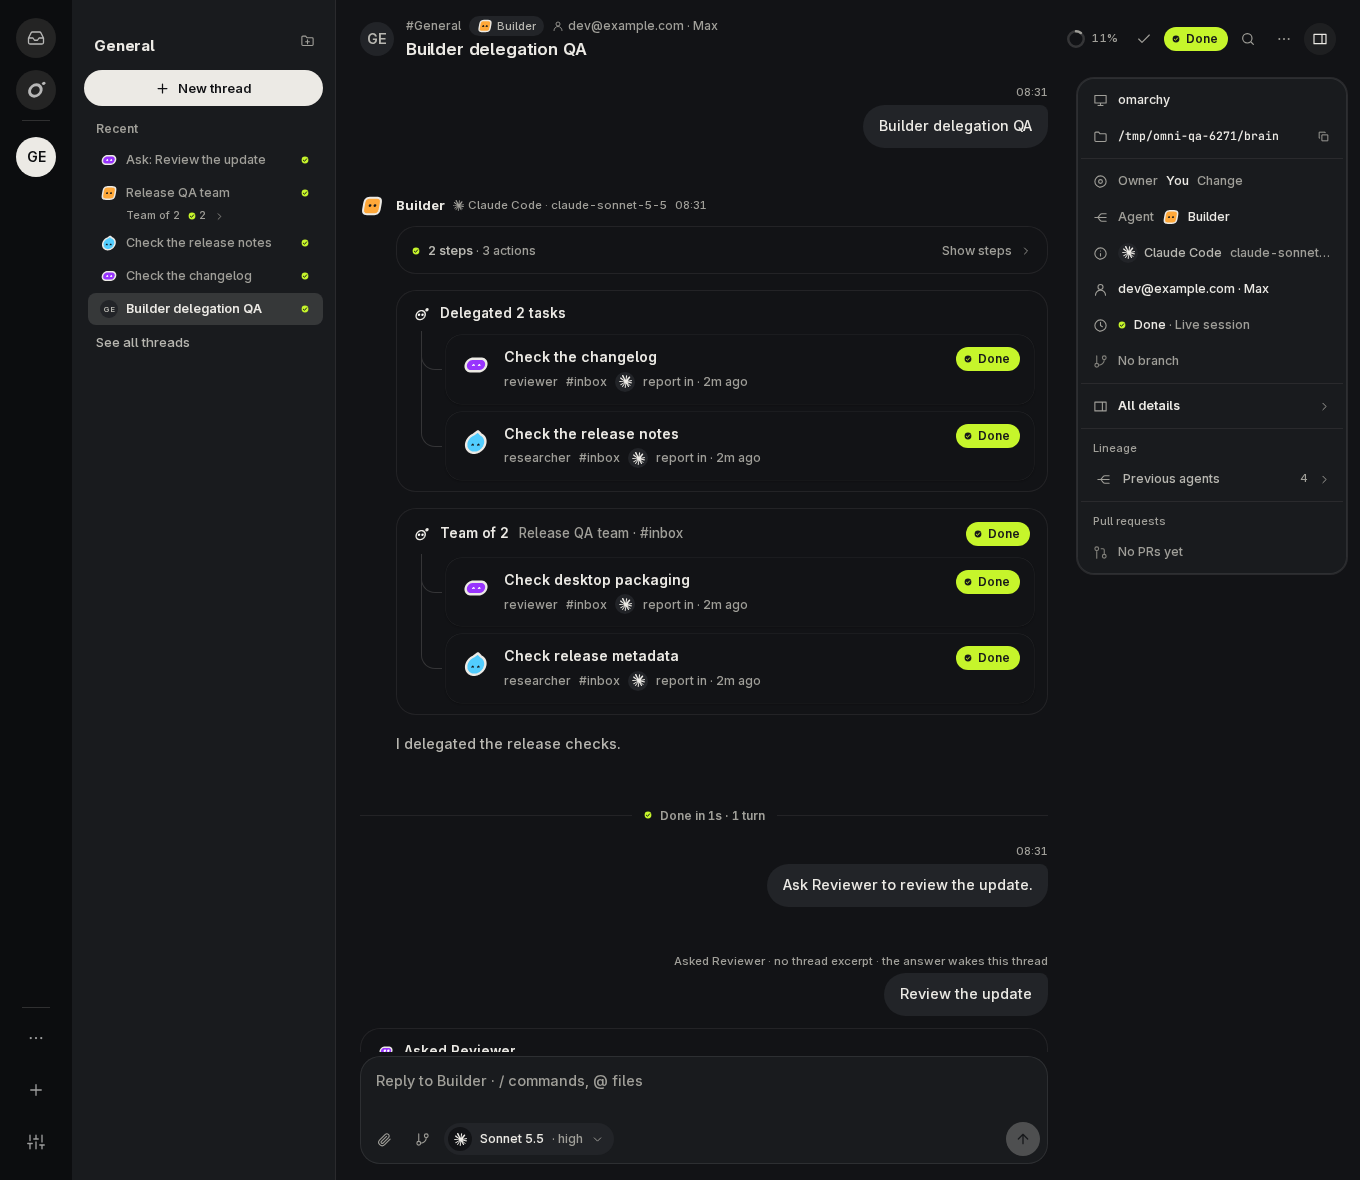 GE
General
New thread
Recent
Ask: Review the update
Release QA team
Team of 2 2
Check the release notes
Check the changelog
GE Builder delegation QA
See all threads
GE
#General Builder dev@example.com · Max
Builder delegation QA
11% Done
08:31
Builder delegation QA
Builder Claude Code · claude-sonnet-5-5 08:31
2 steps · 3 actions Show steps
Delegated 2 tasks
Check the changelog Done
reviewer #inbox report in · 2m ago
Check the release notes Done
researcher #inbox report in · 2m ago
Team of 2 Release QA team · #inbox Done
Check desktop packaging Done
reviewer #inbox report in · 2m ago
Check release metadata Done
researcher #inbox report in · 2m ago
I delegated the release checks.
Done in 1s · 1 turn
08:31
Ask Reviewer to review the update.
Asked Reviewer · no thread excerpt · the answer wakes this thread
Review the update
Asked Reviewer
Reply to Builder · / commands, @ files
Sonnet 5.5 · high
omarchy
/tmp/omni-qa-6271/brain
Owner You Change
Agent Builder
Claude Code claude-sonnet…
dev@example.com · Max
Done · Live session
No branch
All details
Lineage
Previous agents 4
Pull requests
No PRs yet